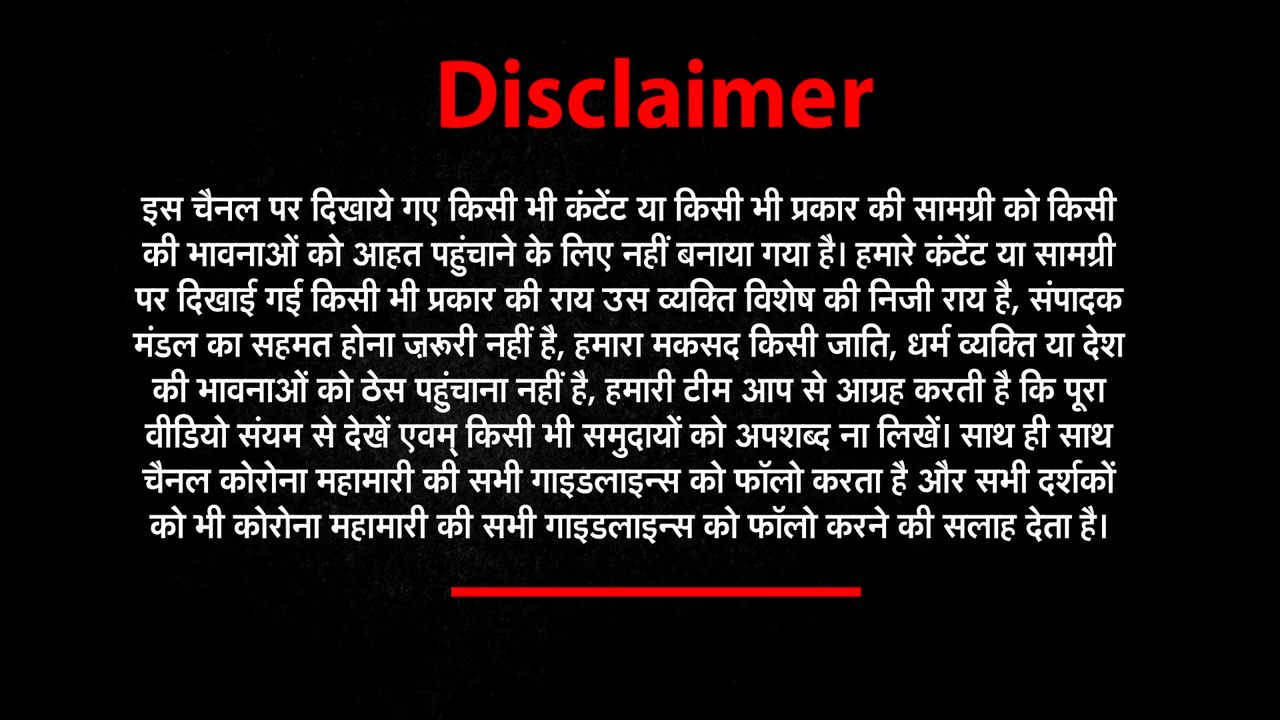 Disclaimer
इस चैनल पर दिखाये गए किसी भी कंटेंट या किसी भी प्रकार की सामग्री को किसी
की भावनाओं को आहत पहुंचाने के लिए नहीं बनाया गया है। हमारे कंटेंट या सामग्री
पर दिखाई गई किसी भी प्रकार की राय उस व्यक्ति विशेष की निजी राय है, संपादक
मंडल का सहमत होना ज़रूरी नहीं है, हमारा मकसद किसी जाति, धर्म व्यक्ति या देश
की भावनाओं को ठेस पहुंचाना नहीं है, हमारी टीम आप से आग्रह करती है कि पूरा
वीडियो संयम से देखें एवम् किसी भी समुदायों को अपशब्द ना लिखें। साथ ही साथ
चैनल कोरोना महामारी की सभी गाइडलाइन्स को फॉलो करता है और सभी दर्शकों
को भी कोरोना महामारी की सभी गाइडलाइन्स को फॉलो करने की सलाह देता है।